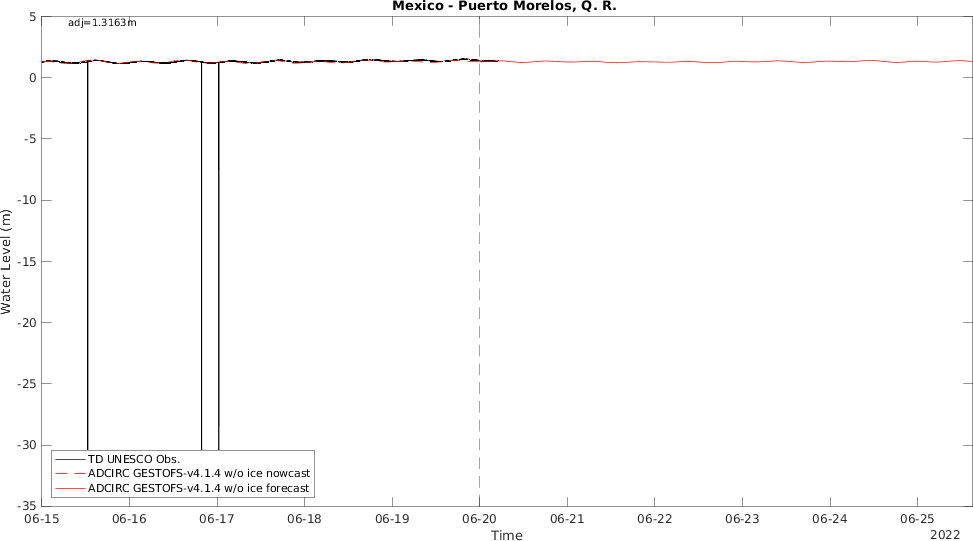 Mexico - Puerto Morelos, Q. R.
adj=1.3163m
5
0
-5
-10
-15
-20
-25
-30
-35
Water Level (m)
TD UNESCO Obs.
ADCIRC GESTOFS-v4.1.4 w/o ice nowcast
ADCIRC GESTOFS-v4.1.4 w/o ice forecast
06-15 06-16 06-17 06-18 06-19 06-20 06-21 06-22 06-23 06-24 06-25
Time
2022